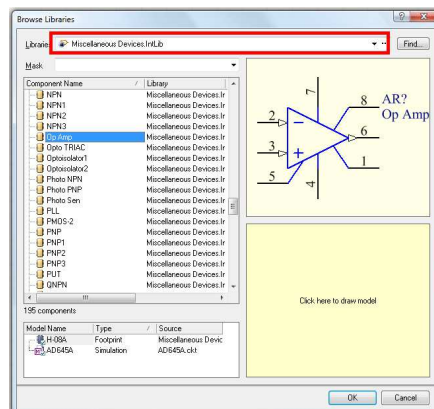 Browse Libraries
Libraries Miscellaneous Devices.IntLib Find...
Mask
Component Name / Library
NPN Miscellaneous Devices.Ir
NPN1 Miscellaneous Devices.Ir
NPN2 Miscellaneous Devices.Ir
NPN3 Miscellaneous Devices.Ir
Op Amp Miscellaneous Devices.Ir
Opto TRIAC Miscellaneous Devices.Ir
Optoisolator1 Miscellaneous Devices.Ir
Optoisolator2 Miscellaneous Devices.Ir
Photo NPN Miscellaneous Devices.Ir
Photo PNP Miscellaneous Devices.Ir
Photo Sen Miscellaneous Devices.Ir
PLL Miscellaneous Devices.Ir
PMOS-2 Miscellaneous Devices.Ir
PNP Miscellaneous Devices.Ir
PNP1 Miscellaneous Devices.Ir
PNP2 Miscellaneous Devices.Ir
PNP3 Miscellaneous Devices.Ir
PUT Miscellaneous Devices.Ir
QNPN Miscellaneous Devices.Ir
195 components
Model Name Type / Source
H-08A Footprint Miscellaneous Devic
AD645A Simulation AD645A.ckt
7
8 AR?
Op Amp
2
6
3
1
5
4
Click here to draw model
OK Cancel